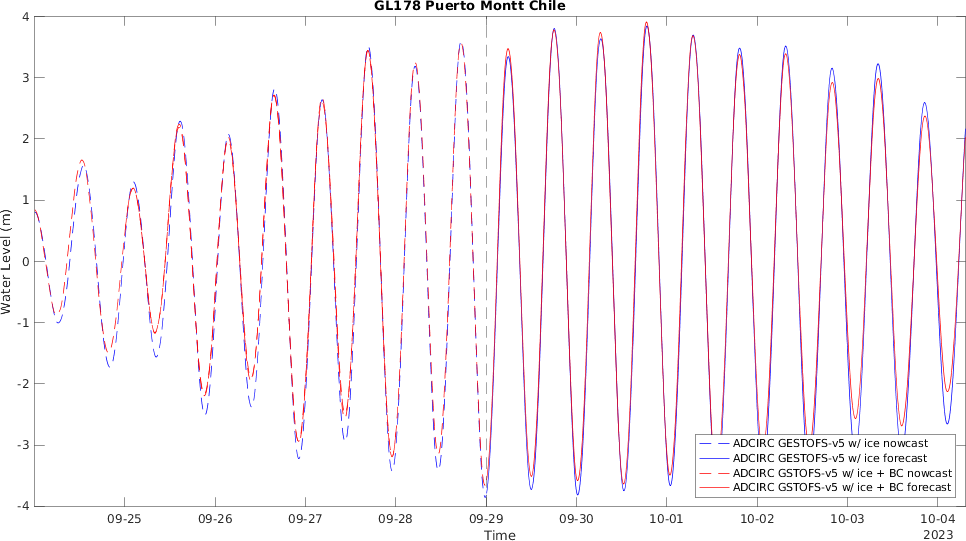 GL178 Puerto Montt Chile
4
3
2
1
0
-1
-2
-3
-4
Water Level (m)
ADCIRC GESTOFS-v5 w/ ice nowcast
ADCIRC GESTOFS-v5 w/ ice forecast
ADCIRC GSTOFS-v5 w/ ice + BC nowcast
ADCIRC GSTOFS-v5 w/ ice + BC forecast
09-25 09-26 09-27 09-28 09-29 09-30 10-01 10-02 10-03 10-04
Time 2023